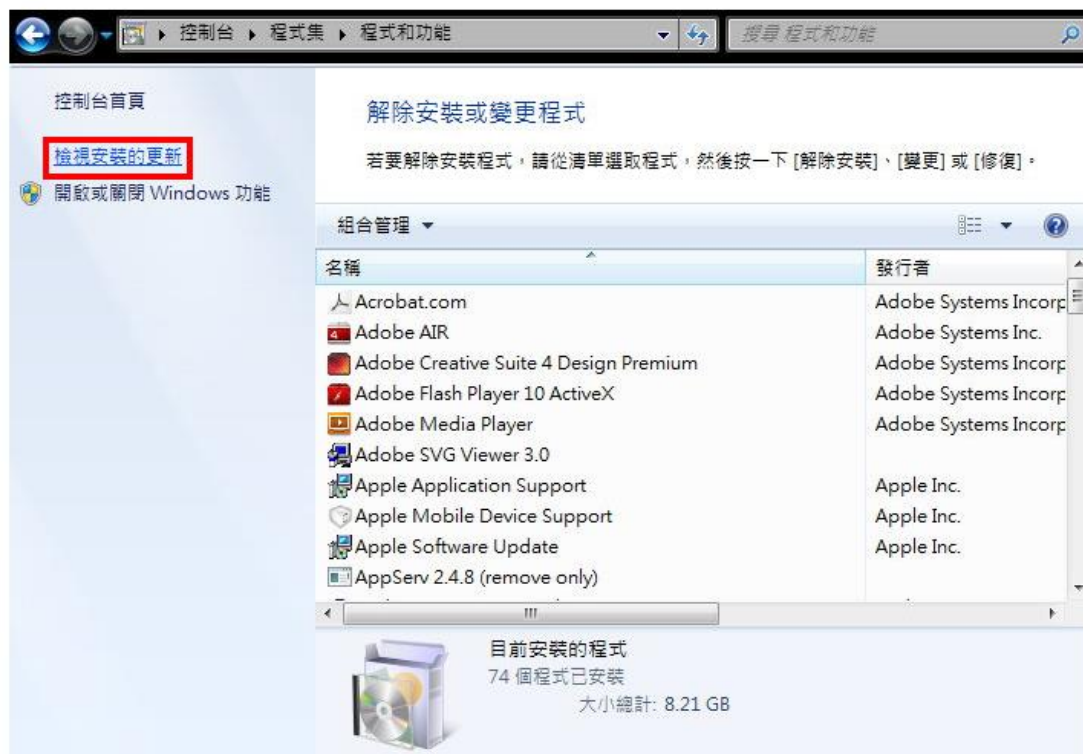 控制台 ▸ 程式集 ▸ 程式和功能
搜尋 程式和功能
控制台首頁
檢視安裝的更新
開啟或關閉 Windows 功能
解除安裝或變更程式
若要解除安裝程式，請從清單選取程式，然後按一下 [解除安裝]、[變更] 或 [修復]。
組合管理
名稱 發行者
Acrobat.com Adobe Systems Incorp
Adobe AIR Adobe Systems Inc.
Adobe Creative Suite 4 Design Premium Adobe Systems Incorp
Adobe Flash Player 10 ActiveX Adobe Systems Incorp
Adobe Media Player Adobe Systems Incorp
Adobe SVG Viewer 3.0
Apple Application Support Apple Inc.
Apple Mobile Device Support Apple Inc.
Apple Software Update Apple Inc.
AppServ 2.4.8 (remove only)
目前安裝的程式
74 個程式已安裝
大小總計: 8.21 GB